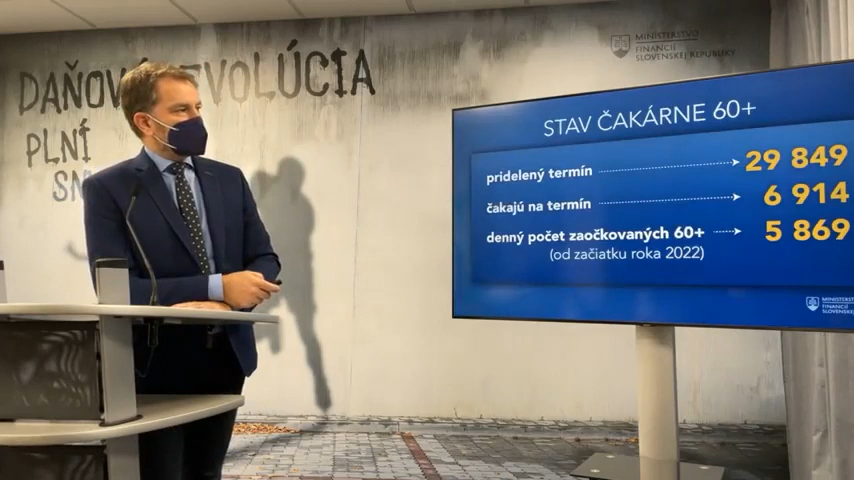 DAŇOVÁ REVOLÚCIA
PLNÍ
MINISTERSTVO
FINANCIÍ
SLOVENSKEJ REPUBLIKY
STAV ČAKÁRNE 60+
pridelený termín 29 849
čakajú na termín 6 914
denný počet zaočkovaných 60+ 5 869
(od začiatku roka 2022)
MINISTERSTVO
FINANCIÍ
SLOVENSKEJ